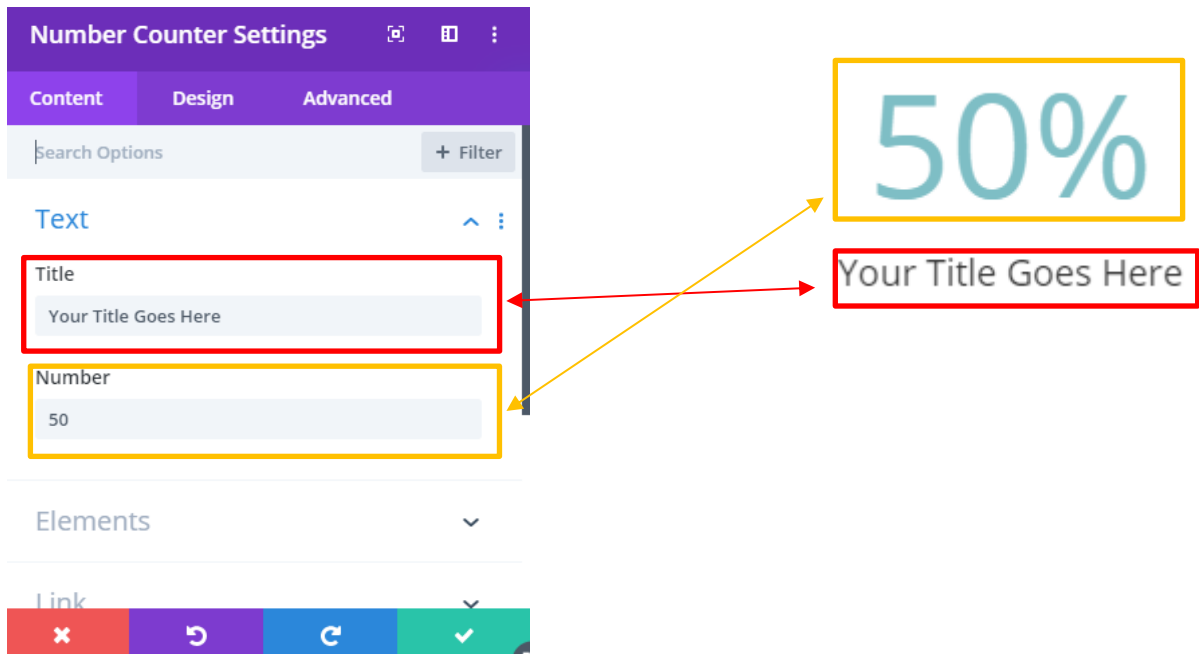 Number Counter Settings
Content Design Advanced
Search Options + Filter
Text
Title
Your Title Goes Here
Number
50
Elements
Link
50%
Your Title Goes Here